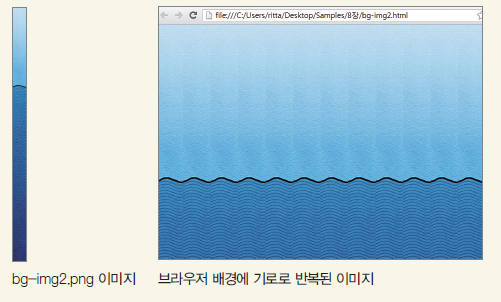 file:///C:/Users/ritta/Desktop/Samples/8장/bg-img2.html
bg-img2.png 이미지
브라우저 배경에 기로로 반복된 이미지